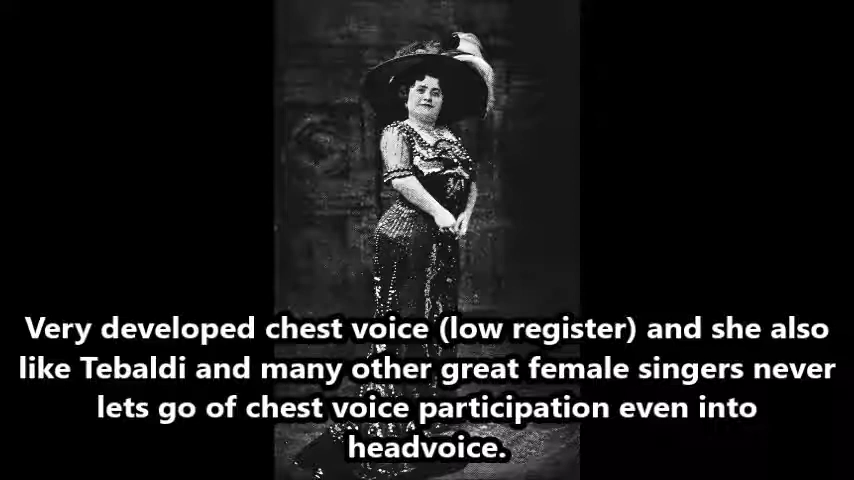 Very developed chest voice (low register) and she also
like Tebaldi and many other great female singers never
lets go of chest voice participation even into
headvoice.